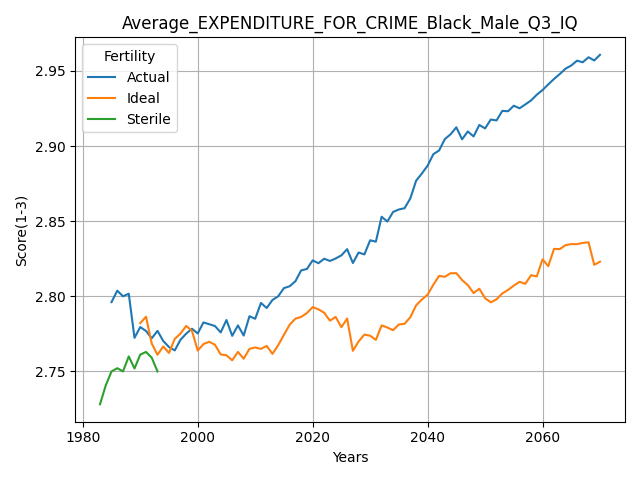 Average_EXPENDITURE_FOR_CRIME_Black_Male_Q3_IQ
Fertility
Actual
Ideal
Sterile
Score(1-3)
2.95
2.90
2.85
2.80
2.75
1980 2000 2020 2040 2060
Years